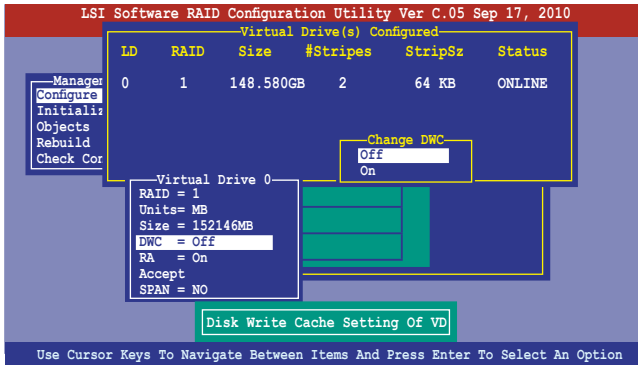 LSI Software RAID Configuration Utility Ver C.05 Sep 17, 2010
Virtual Drive(s) Configured
LD RAID Size #Stripes StripSz Status
0 1 148.580GB 2 64 KB ONLINE
Manager
Configure
Initializ
Objects
Rebuild
Check Con
Change DWC
Off
On
Virtual Drive 0
RAID = 1
Units= MB
Size = 152146MB
DWC = Off
RA = On
Accept
SPAN = NO
Disk Write Cache Setting Of VD
Use Cursor Keys To Navigate Between Items And Press Enter To Select An Option